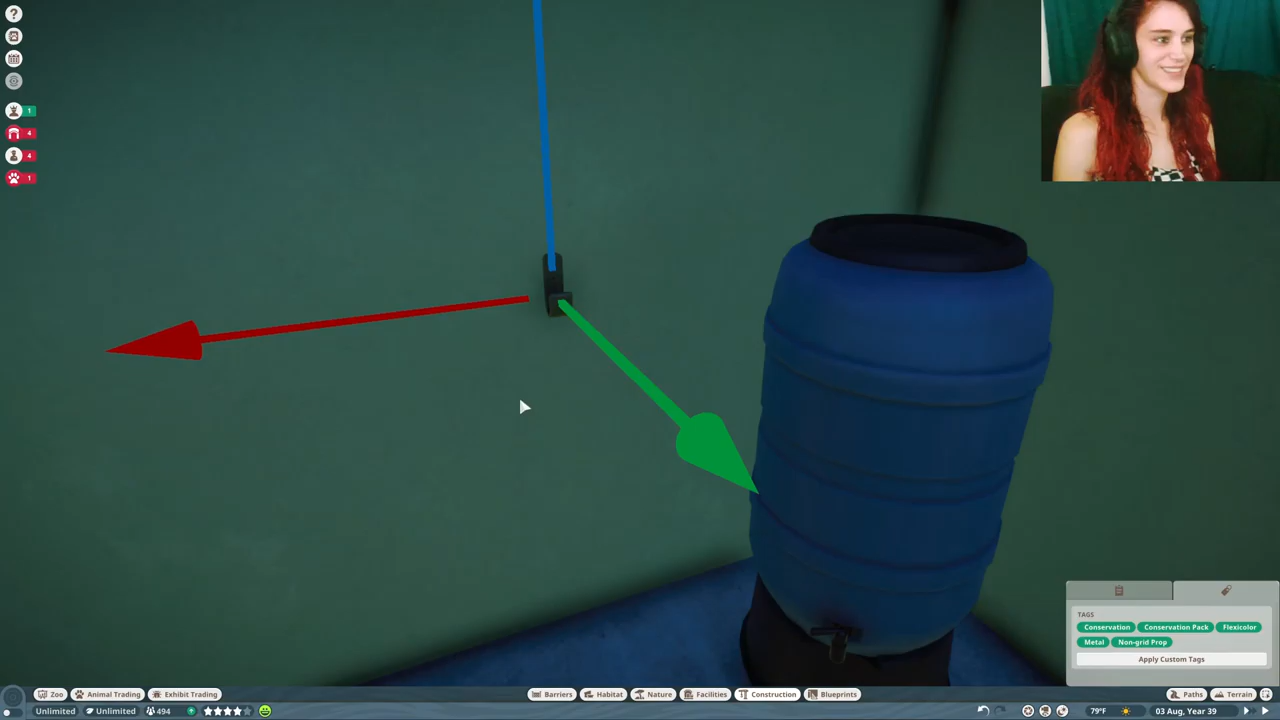 ?
1
4
4
1
TAGS
Conservation Conservation Pack Flexicolor
Metal Non-grid Prop
Apply Custom Tags
Zoo Animal Trading Exhibit Trading Barriers Habitat Nature Facilities Construction Blueprints Paths Terrain
Unlimited Unlimited 494 79°F 03 Aug, Year 39